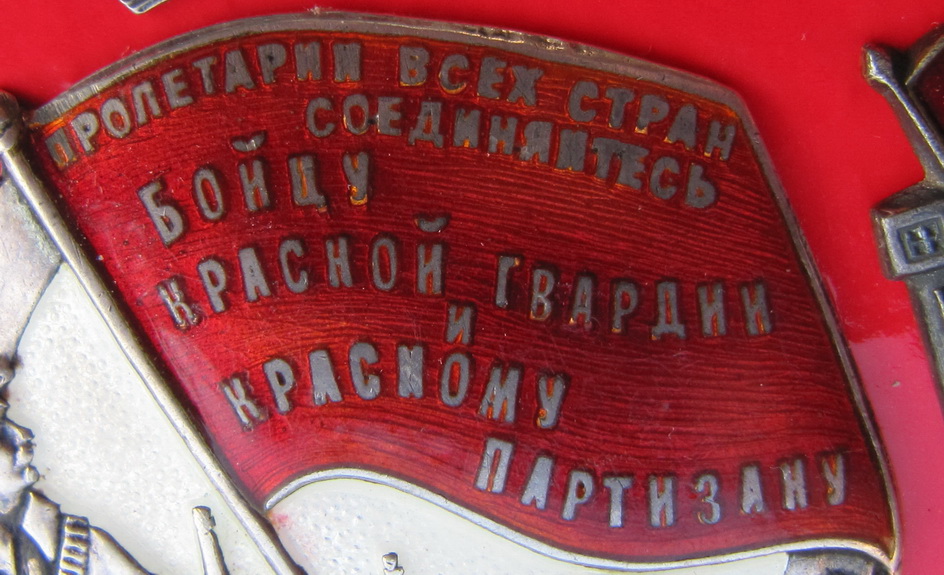 ПРОЛЕТАРИИ ВСЕХ СТРАН
СОЕДИНЯЙТЕСЬ
БОЙЦУ
КРАСНОЙ ГВАРДИИ
И
КРАСНОМУ
ПАРТИЗАНУ